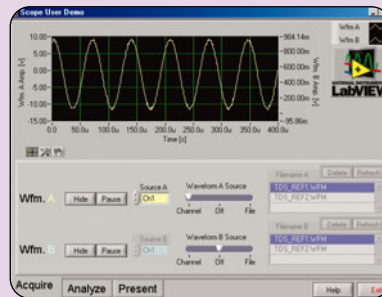 Scope User Demo
Wfm A
Wfm B
10.00
5.00
0.00
-5.00
-10.00
-15.00
Wfm A Amp. [V]
984.14m
800.00m
600.00m
400.00m
200.00m
-95.86m
Wfm B Amp. [V]
0.0 50.0u 100.0u 150.0u 200.0u 250.0u 300.0u 350.0u 400.0u
Time [s]
NATIONAL INSTRUMENTS
LabVIEW
Wfm. A
Hide
Pause
Source A
Ch1
Waveform A Source
Channel Off File
Filename A
Delete
Refresh
TDS_REF1.WFM
TDS_REF2.WFM
Wfm. B
Hide
Pause
Source B
Ch1
Waveform B Source
Channel Off File
Filename B
Delete
Refresh
TDS_REF1.WFM
TDS_REF2.WFM
Acquire Analyze Present
Help